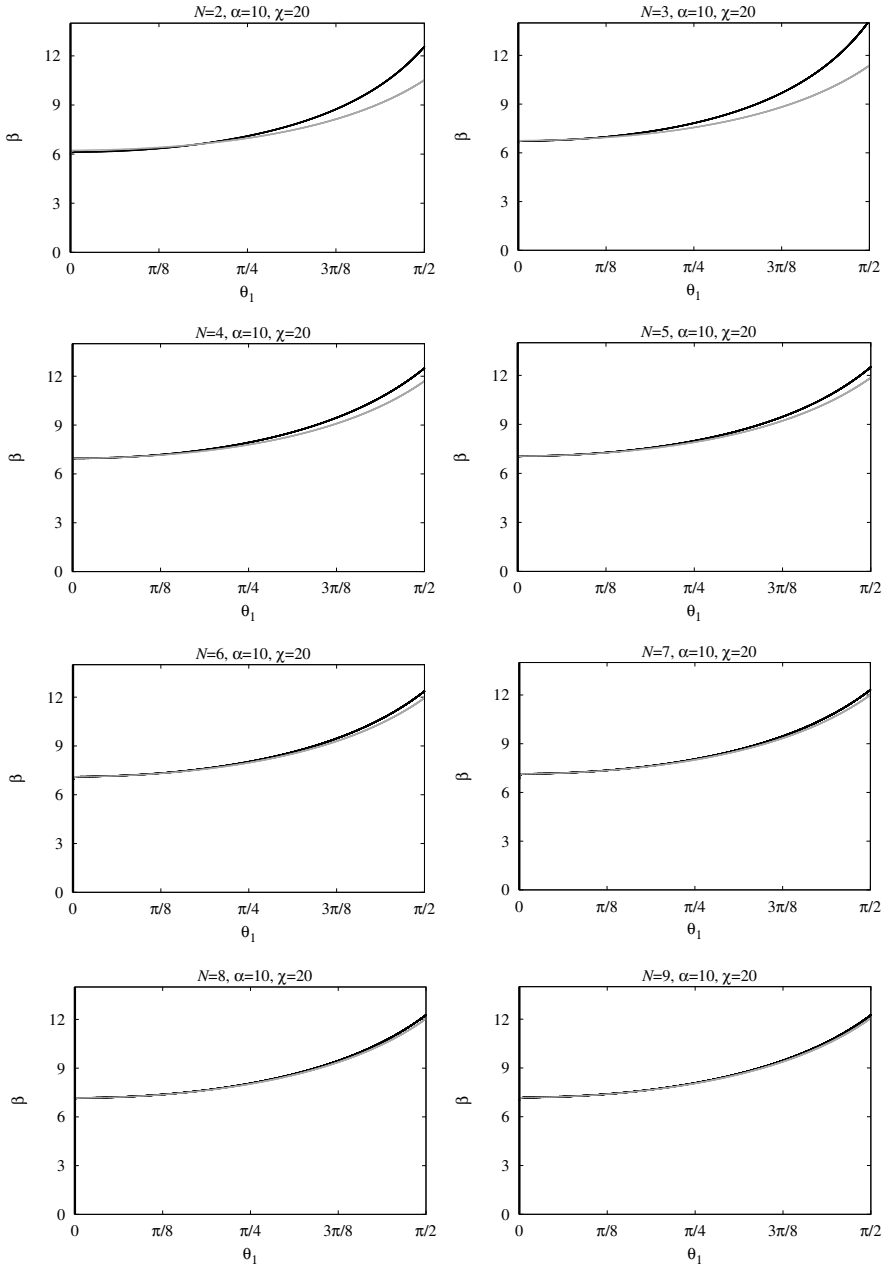 N=2, α=10, χ=20
12
9
6
3
0
β
0 π/8 π/4 3π/8 π/2
θ1
N=3, α=10, χ=20
12
9
6
3
0
β
0 π/8 π/4 3π/8 π/2
θ1
N=4, α=10, χ=20
12
9
6
3
0
β
0 π/8 π/4 3π/8 π/2
θ1
N=5, α=10, χ=20
12
9
6
3
0
β
0 π/8 π/4 3π/8 π/2
θ1
N=6, α=10, χ=20
12
9
6
3
0
β
0 π/8 π/4 3π/8 π/2
θ1
N=7, α=10, χ=20
12
9
6
3
0
β
0 π/8 π/4 3π/8 π/2
θ1
N=8, α=10, χ=20
12
9
6
3
0
β
0 π/8 π/4 3π/8 π/2
θ1
N=9, α=10, χ=20
12
9
6
3
0
β
0 π/8 π/4 3π/8 π/2
θ1